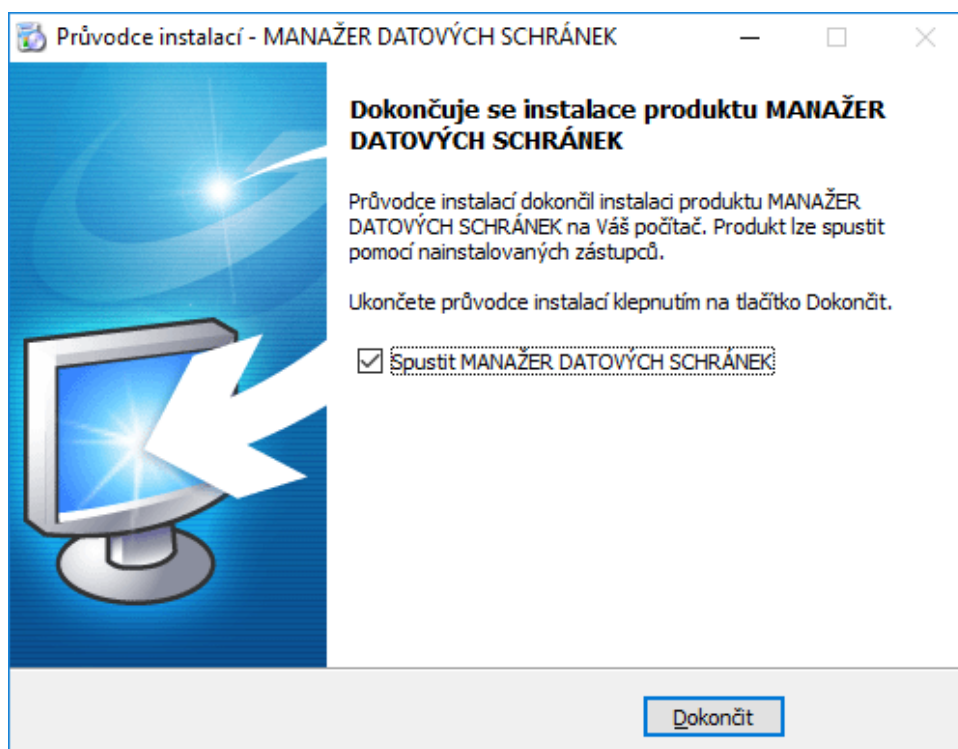 Průvodce instalací - MANAŽER DATOVÝCH SCHRÁNEK
Dokončuje se instalace produktu MANAŽER
DATOVÝCH SCHRÁNEK
Průvodce instalací dokončil instalaci produktu MANAŽER
DATOVÝCH SCHRÁNEK na Váš počítač. Produkt lze spustit
pomocí nainstalovaných zástupců.
Ukončete průvodce instalací klepnutím na tlačítko Dokončit.
Spustit MANAŽER DATOVÝCH SCHRÁNEK
Dokončit